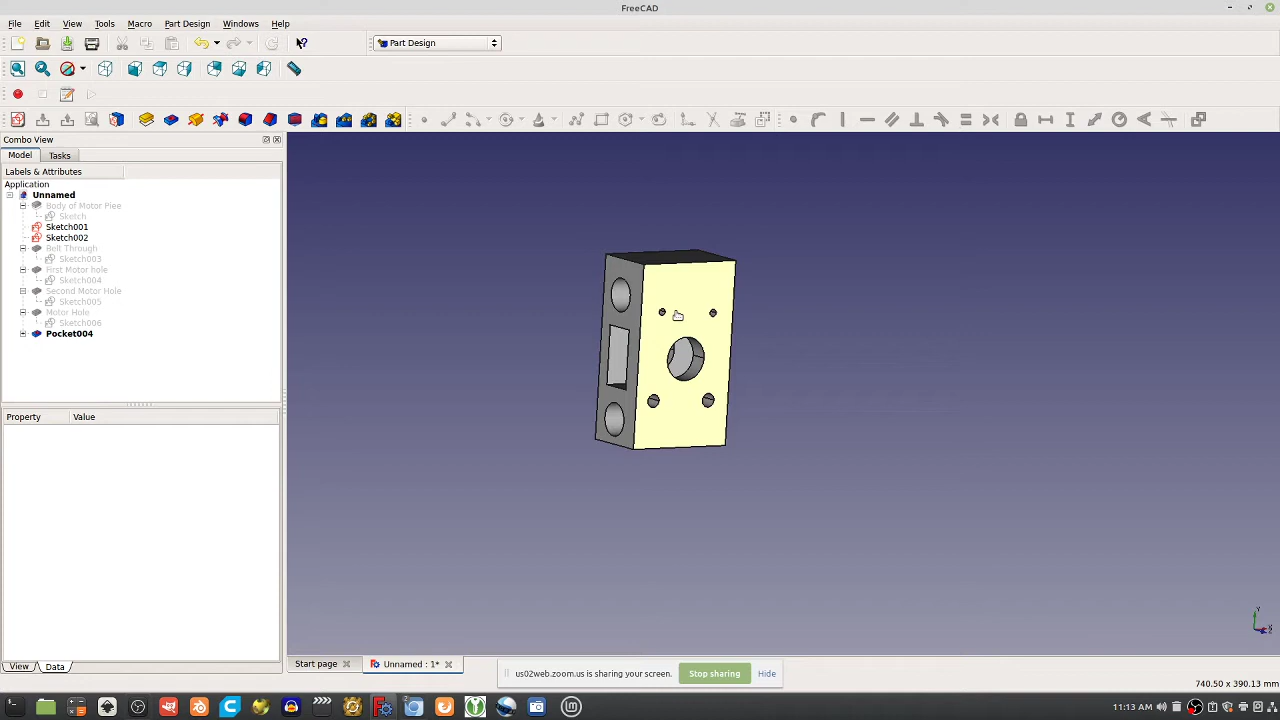 FreeCAD
File Edit View Tools Macro Part Design Windows Help
Part Design
Combo View
Model Tasks
Labels & Attributes
Application
Unnamed
Body of Motor Piee
Sketch
Sketch001
Sketch002
Belt Through
Sketch003
First Motor hole
Sketch004
Second Motor Hole
Sketch005
Motor Hole
Sketch006
Pocket004
Property Value
View Data
Start page
Unnamed : 1*
us02web.zoom.us is sharing your screen. Stop sharing Hide
740.50 x 390.13 mm
11:13 AM